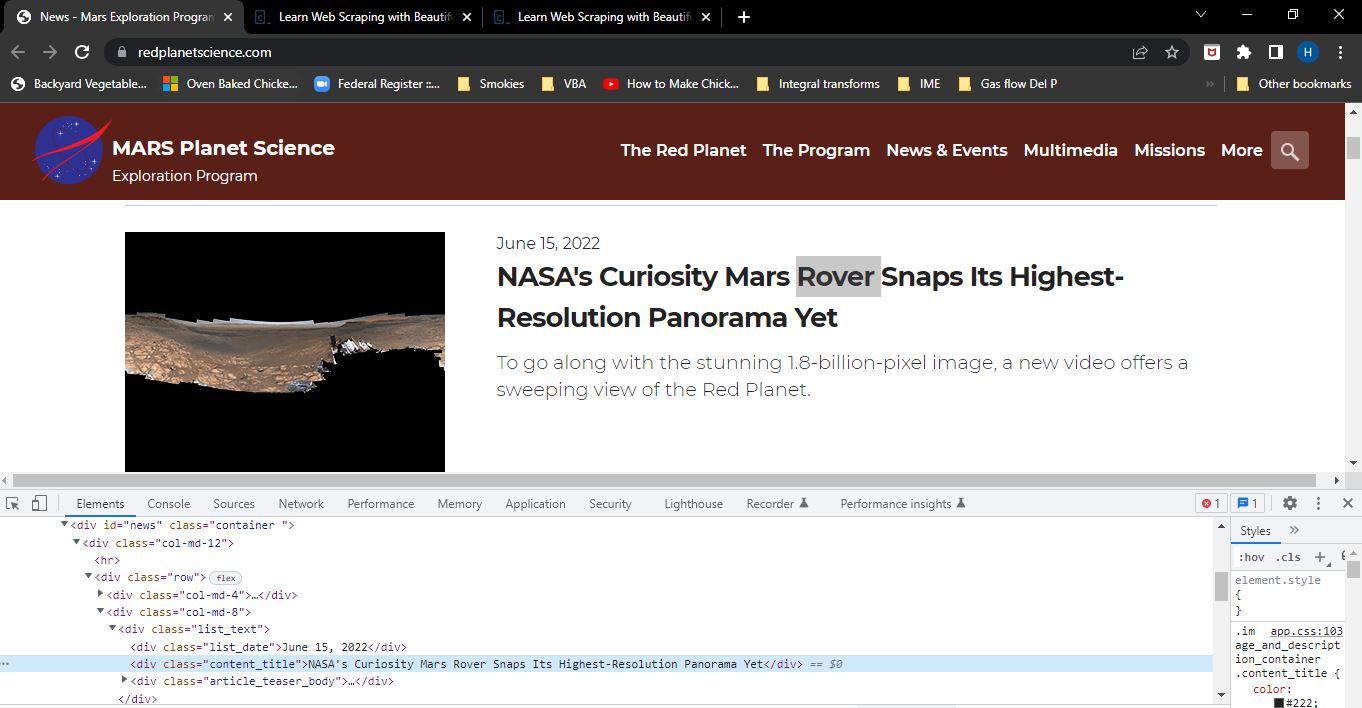 News - Mars Exploration Program
Learn Web Scraping with Beautifu
Learn Web Scraping with Beautifu
redplanetscience.com
H
Backyard Vegetable...
Oven Baked Chicke...
Federal Register ::...
Smokies
VBA
How to Make Chick...
Integral transforms
IME
Gas flow Del P
»
Other bookmarks
MARS Planet Science
Exploration Program
The Red Planet
The Program
News & Events
Multimedia
Missions
More
June 15, 2022
NASA's Curiosity Mars Rover Snaps Its Highest-
Resolution Panorama Yet
To go along with the stunning 1.8-billion-pixel image, a new video offers a
sweeping view of the Red Planet.
Elements Console Sources Network Performance Memory Application Security Lighthouse Recorder Performance insights 1 1
<div id="news" class="container ">
<div class="col-md-12">
<hr>
<div class="row"> flex
<div class="col-md-4">…</div>
<div class="col-md-8">
<div class="list_text">
<div class="list_date">June 15, 2022</div>
<div class="content_title">NASA's Curiosity Mars Rover Snaps Its Highest-Resolution Panorama Yet</div> == $0
<div class="article_teaser_body">…</div>
</div>
Styles »
:hov .cls +
element.style
{
}
.im app.css:103
age_and_descript
ion_container
.content_title {
color:
#222;